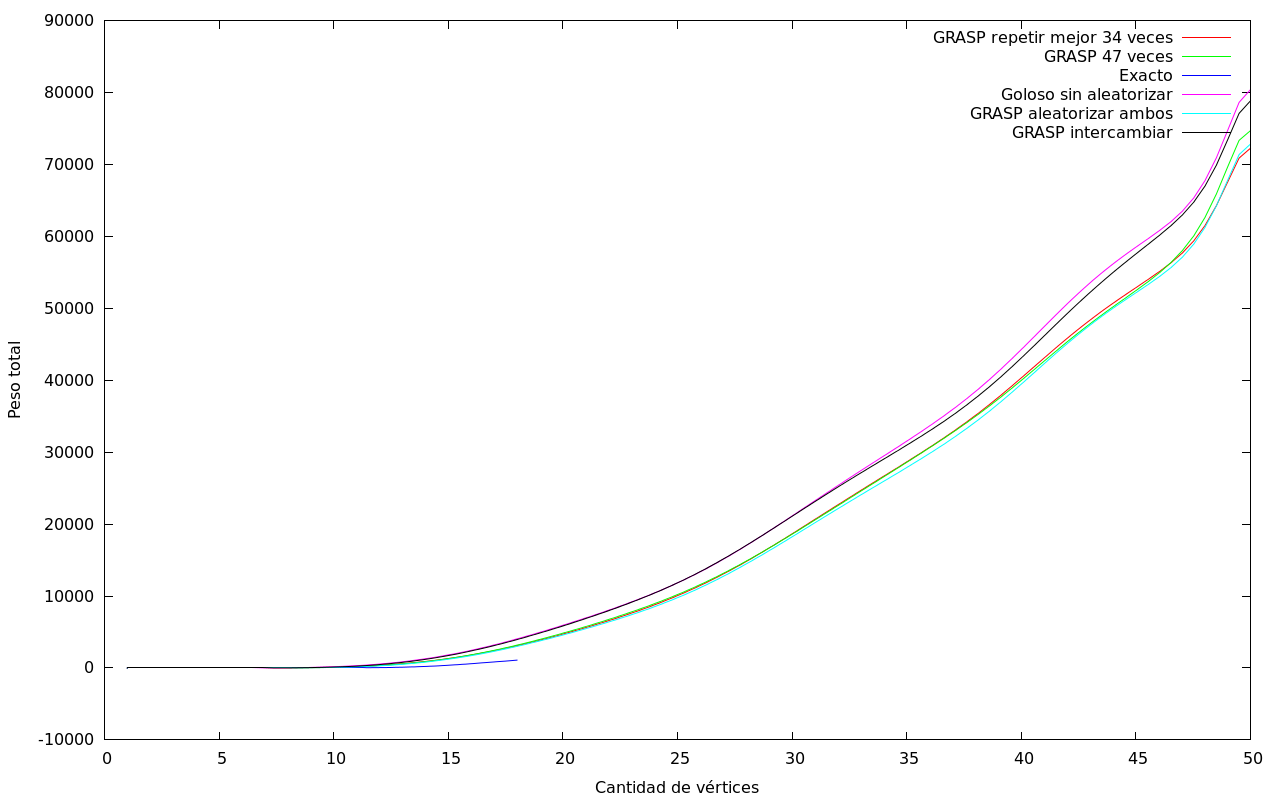 90000
80000
70000
60000
50000
40000
30000
20000
10000
0
-10000
Peso total
GRASP repetir mejor 34 veces
GRASP 47 veces
Exacto
Goloso sin aleatorizar
GRASP aleatorizar ambos
GRASP intercambiar
0 5 10 15 20 25 30 35 40 45 50
Cantidad de vértices